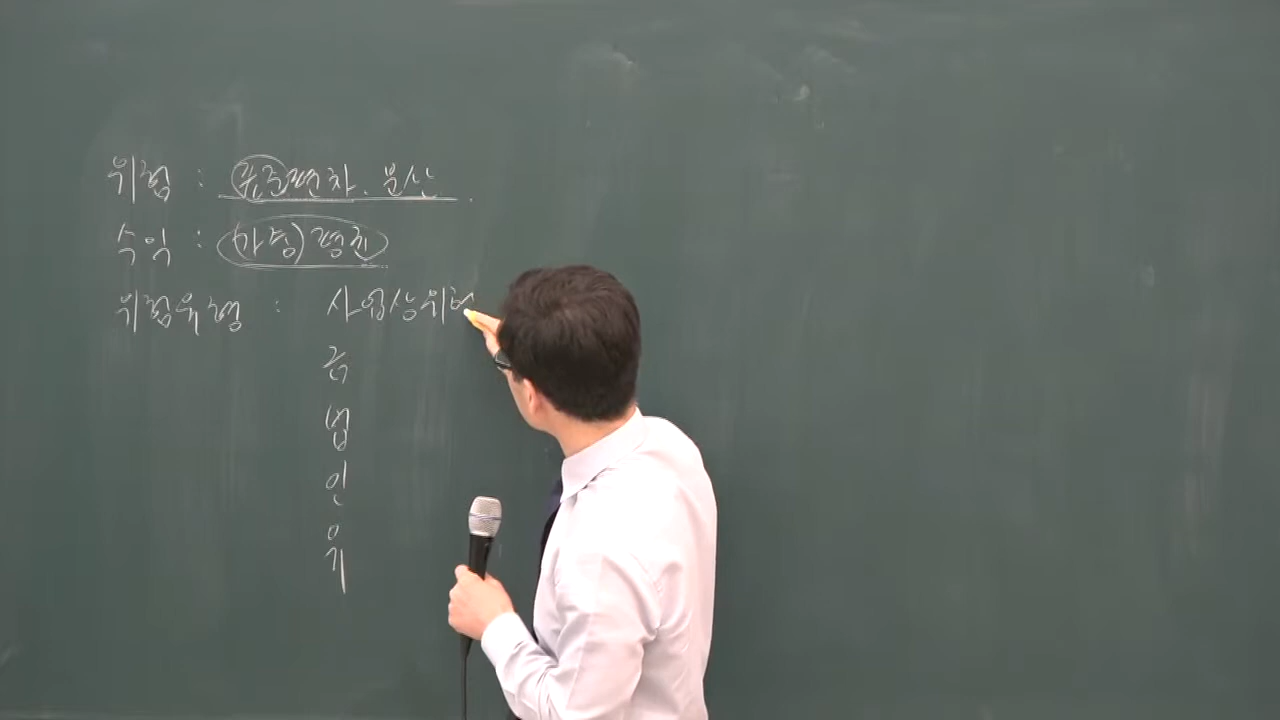 위험 : 표준편차, 분산
수익 : (가중)평균
위험유형 : 사업상위험
금
법
인
위